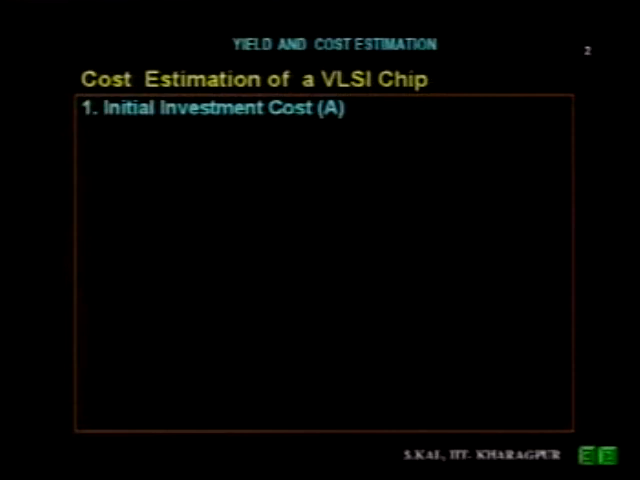 YIELD AND COST ESTIMATION
2
Cost Estimation of a VLSI Chip
1. Initial Investment Cost (A)
S.KAL, IIT- KHARAGPUR